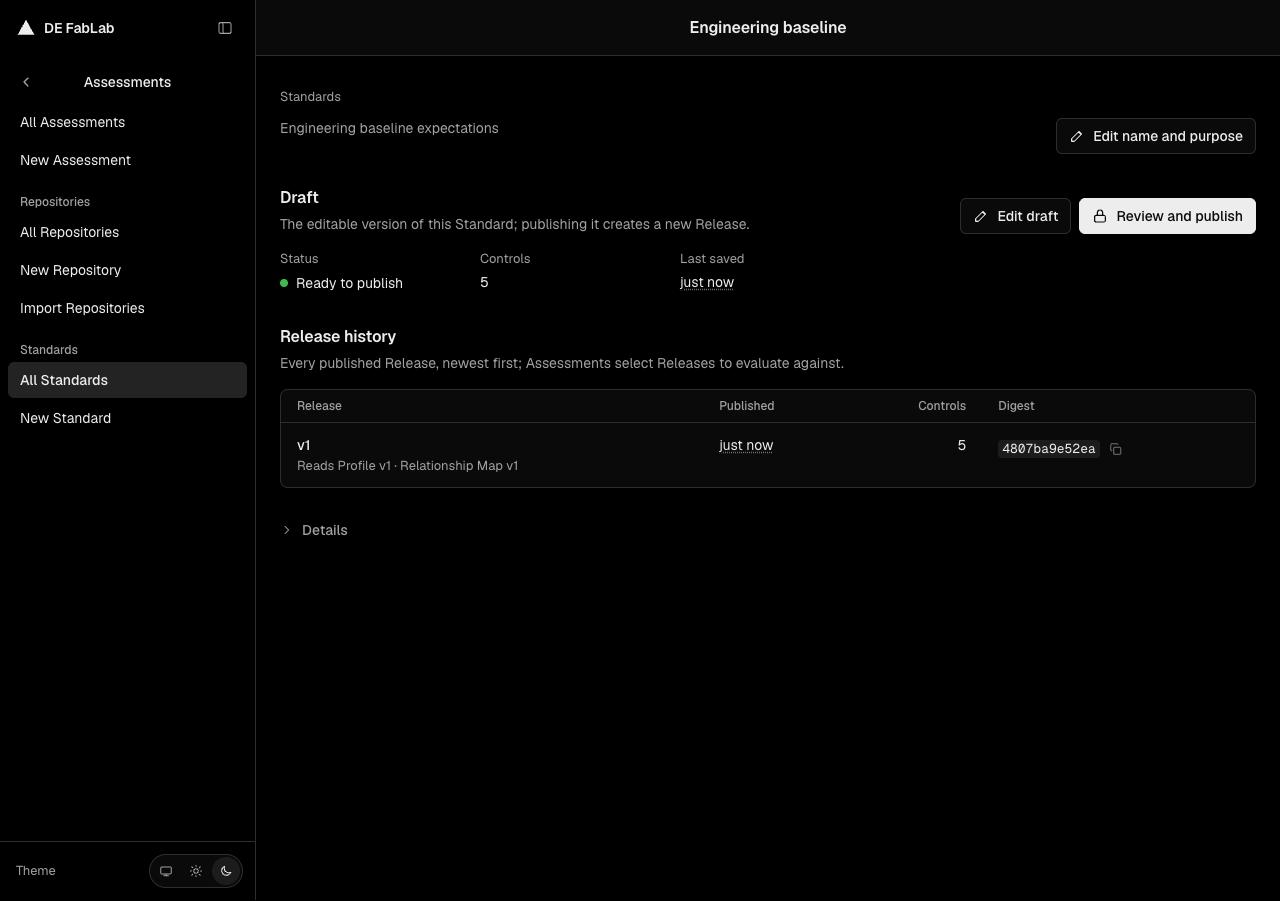 DE FabLab
Engineering baseline
Assessments
All Assessments
New Assessment
Repositories
All Repositories
New Repository
Import Repositories
Standards
All Standards
New Standard
Theme
Standards
Engineering baseline expectations
Edit name and purpose
Draft
The editable version of this Standard; publishing it creates a new Release.
Edit draft
Review and publish
Status
Controls
Last saved
Ready to publish
5
just now
Release history
Every published Release, newest first; Assessments select Releases to evaluate against.
Release
Published
Controls
Digest
v1
just now
5
4807ba9e52ea
Reads Profile v1 · Relationship Map v1
Details